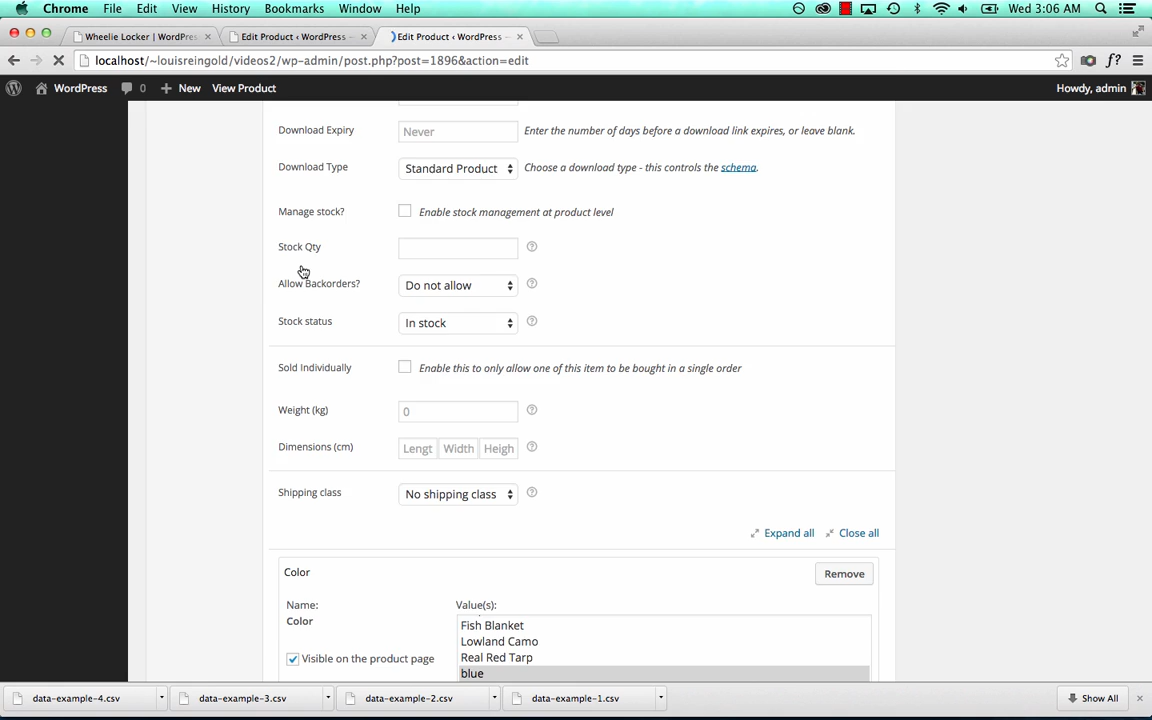 Chrome File Edit View History Bookmarks Window Help Wed 3:06 AM
Wheelie Locker | WordPres Edit Product ‹ WordPress – Edit Product ‹ WordPress –
localhost/~louisreingold/videos2/wp-admin/post.php?post=1896&action=edit f?
WordPress 0 + New View Product Howdy, admin
Download Expiry Never Enter the number of days before a download link expires, or leave blank.
Download Type Standard Product Choose a download type - this controls the schema.
Manage stock? Enable stock management at product level
Stock Qty ?
Allow Backorders? Do not allow ?
Stock status In stock ?
Sold Individually Enable this to only allow one of this item to be bought in a single order
Weight (kg) 0 ?
Dimensions (cm) Lengt Width Heigh ?
Shipping class No shipping class ?
Expand all Close all
Color Remove
Name: Value(s):
Color
Fish Blanket
Lowland Camo
Visible on the product page Real Red Tarp
blue
data-example-4.csv data-example-3.csv data-example-2.csv data-example-1.csv Show All